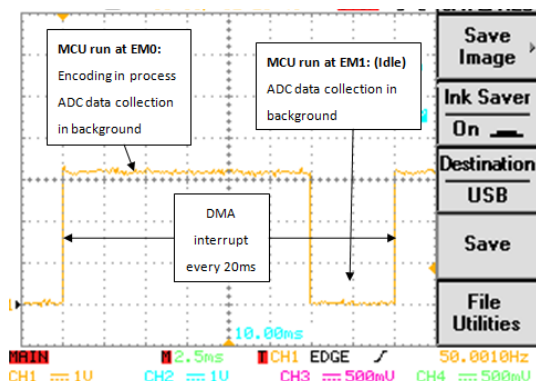 MCU run at EM0:
Encoding in process
ADC data collection
in background
MCU run at EM1: (Idle)
ADC data collection in
background
DMA
interrupt
every 20ms
10.00ms
Save
Image
Ink Saver
On
Destination
USB
Save
File
Utilities
MAIN M 2.5ms T CH1 EDGE 50.0010Hz
CH1 1V CH2 1V CH3 500mV CH4 500mV